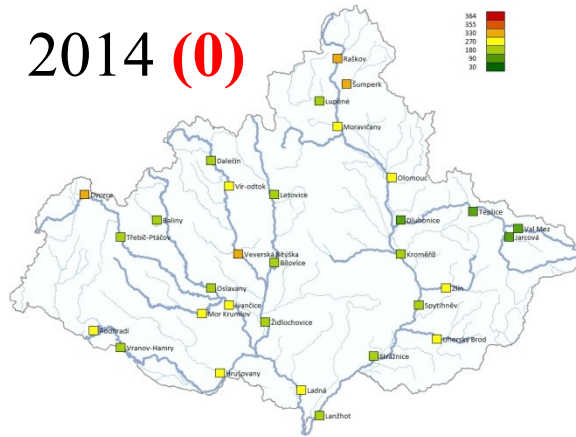 2014 (0)
364
355
330
270
180
90
30
Raškov
Šumperk
Lupěné
Moravičany
Dalečín
Vír-odtok
Letovice
Olomouc
Dvorce
Baliny
Třebíč-Ptáčov
Dluhonice
Teplice
Val Mez
Jarcová
Veverská Bítýška
Bílovice
Kroměříž
Oslavany
Ivančice
Mor Krumlov
Zlín
Spytihněv
Podhradí
Vranov-Hamry
Židlochovice
Uherský Brod
Strážnice
Hrušovany
Ladná
Lanžhot